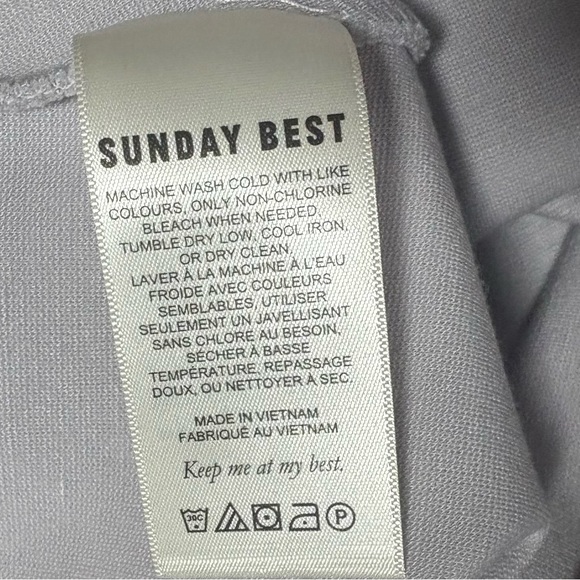 SUNDAY BEST
MACHINE WASH COLD WITH LIKE
COLOURS, ONLY NON-CHLORINE
BLEACH WHEN NEEDED.
TUMBLE DRY LOW, COOL IRON,
OR DRY CLEAN.
LAVER À LA MACHINE À L'EAU
FROIDE AVEC COULEURS
SEMBLABLES, UTILISER
SEULEMENT UN JAVELLISANT
SANS CHLORE AU BESOIN,
SÉCHER À BASSE
TEMPÉRATURE, REPASSAGE
DOUX, OU NETTOYER À SEC.
MADE IN VIETNAM
FABRIQUÉ AU VIETNAM
Keep me at my best.
30C P